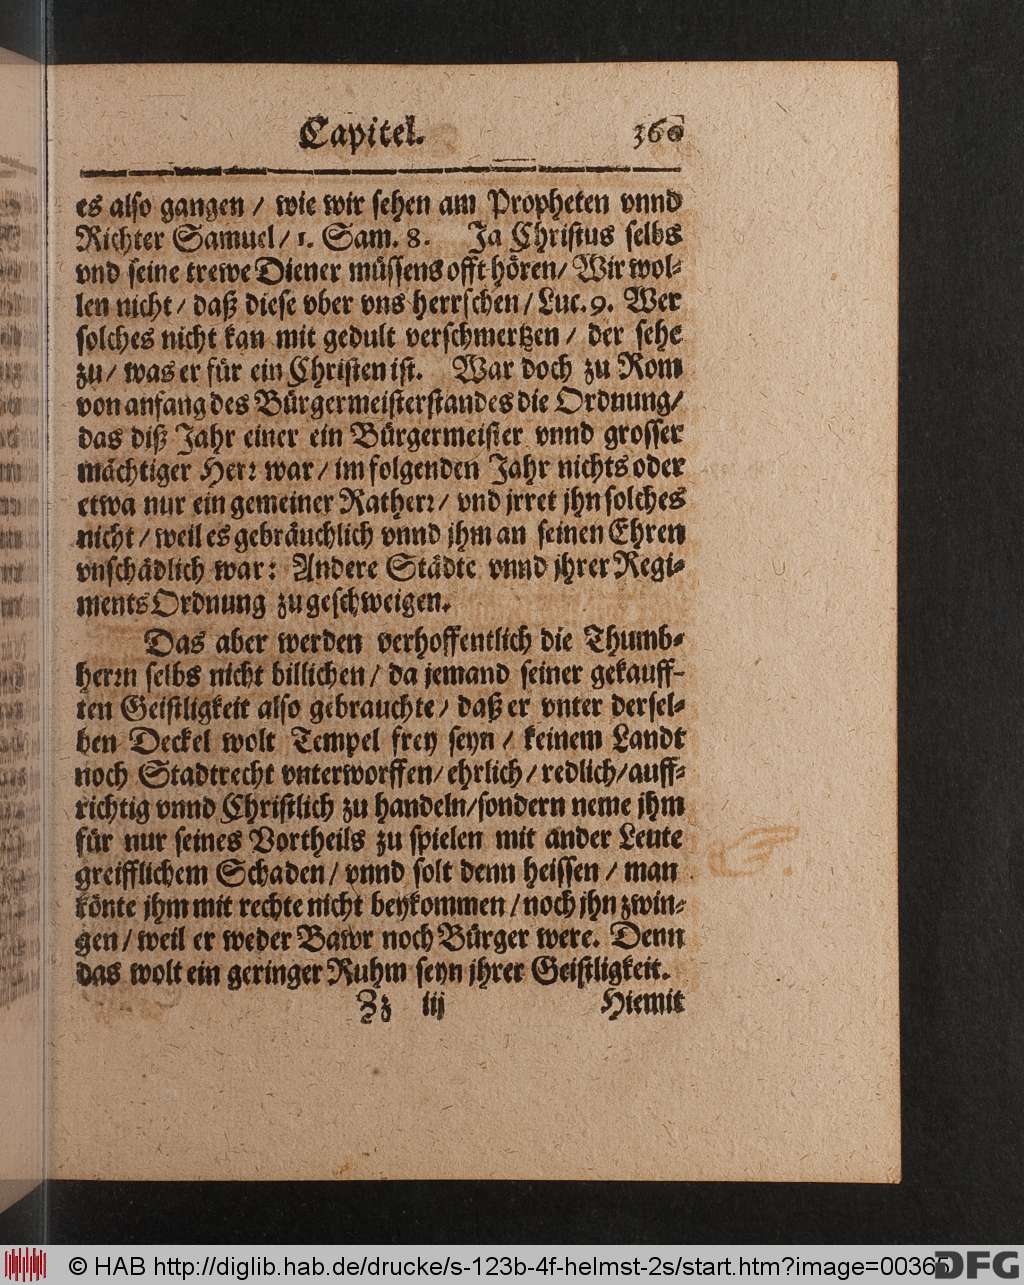 Capitel. 360
es also gangen / wie wir sehen am Propheten vnnd
Richter Samuel / 1. Sam. 8. Ja Christus selbs
vnd seine trewe Diener müssens offt hören / Wir wol-
len nicht / daß diese vber vns herrschen / Luc. 9. Wer
solches nicht kan mit gedult verschmertzen / der sehe
zu / was er für ein Christen ist. War doch zu Rom
von anfang des Bürgermeisterstandes die Ordnung /
das diß Jahr einer ein Bürgermeister vnnd grosser
mächtiger Herr war / im folgenden Jahr nichts oder
etwa nur ein gemeiner Ratherr / vnd jrret jhn solches
nicht / weil es gebräuchlich vnnd jhm an seinen Ehren
vnschädlich war: Andere Städte vnnd jhrer Regi-
ments Ordnung zu geschweigen.
Das aber werden verhoffentlich die Thumb-
herrn selbs nicht billichen / da jemand seiner gekauff-
ten Geistligkeit also gebrauchte / daß er vnter dersel-
ben Deckel wolt Tempel frey seyn / keinem Landt
noch Stadtrecht vnterworffen / ehrlich / redlich / auff-
richtig vnnd Christlich zu handeln / sondern neme jhm
für nur seines Vortheils zu spielen mit ander Leute
greifflichem Schaden / vnnd solt denn heissen / man
könte jhm mit rechte nicht beykommen / noch jhn zwin-
gen / weil er weder Bawr noch Bürger were. Denn
das wolt ein geringer Ruhm seyn jhrer Geistligkeit.
Zz iij Hiemit
© HAB http://diglib.hab.de/drucke/s-123b-4f-helmst-2s/start.htm?image=00365
DFG